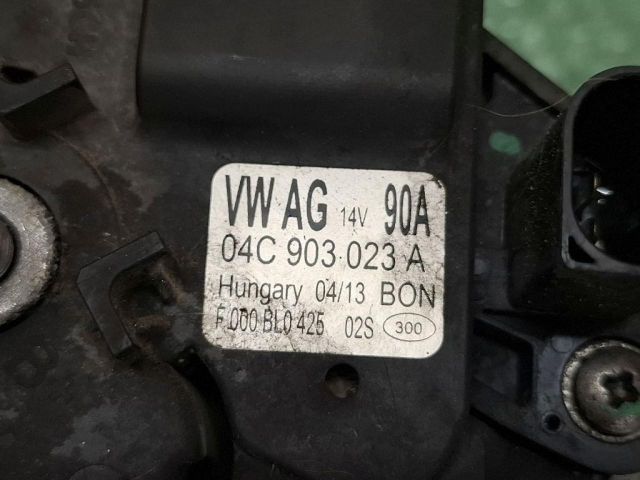 VW AG 14V 90A
04C 903 023 A
Hungary 04/13 BON
F 000 BL0 425 02S 300